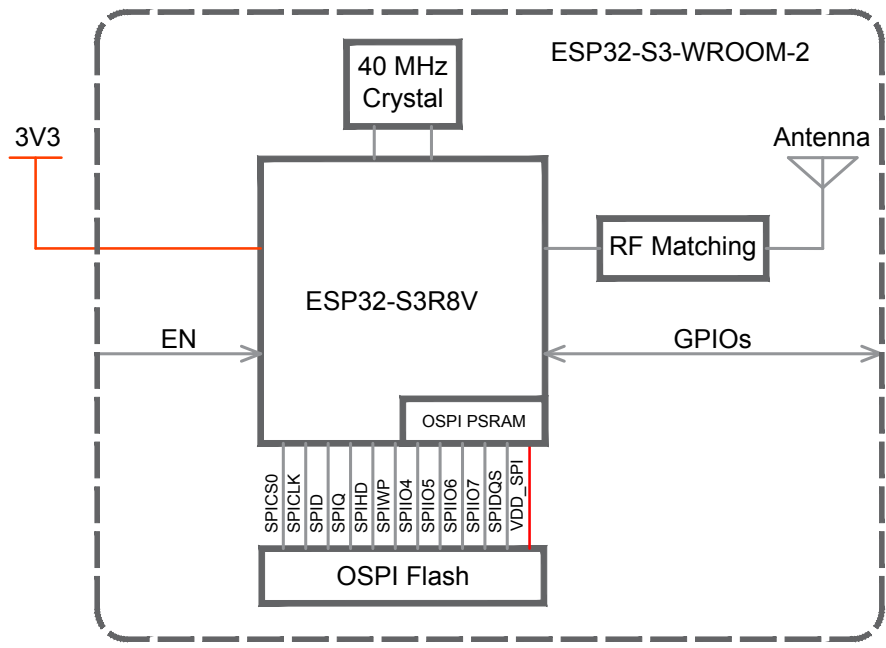 ESP32-S3-WROOM-2
40 MHz
Crystal
3V3
Antenna
RF Matching
ESP32-S3R8V
EN
GPIOs
OSPI PSRAM
SPICS0
SPICLK
SPID
SPIQ
SPIHD
SPIWP
SPIIO4
SPIIO5
SPIIO6
SPIIO7
SPIDQS
VDD_SPI
OSPI Flash